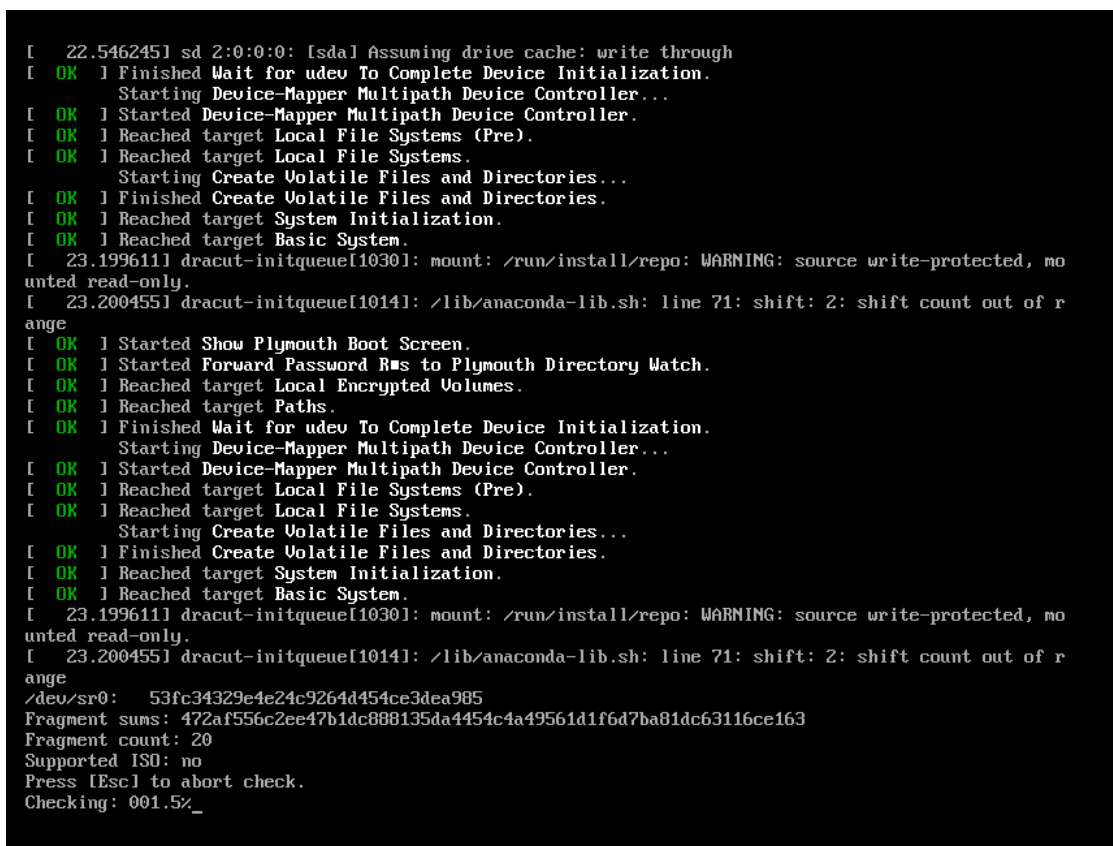 [   22.546245] sd 2:0:0:0: [sda] Assuming drive cache: write through
[  OK  ] Finished Wait for udev To Complete Device Initialization.
         Starting Device-Mapper Multipath Device Controller...
[  OK  ] Started Device-Mapper Multipath Device Controller.
[  OK  ] Reached target Local File Systems (Pre).
[  OK  ] Reached target Local File Systems.
         Starting Create Volatile Files and Directories...
[  OK  ] Finished Create Volatile Files and Directories.
[  OK  ] Reached target System Initialization.
[  OK  ] Reached target Basic System.
[   23.199611] dracut-initqueue[1030]: mount: /run/install/repo: WARNING: source write-protected, mo
unted read-only.
[   23.200455] dracut-initqueue[1014]: /lib/anaconda-lib.sh: line 71: shift: 2: shift count out of r
ange
[  OK  ] Started Show Plymouth Boot Screen.
[  OK  ] Started Forward Password R■s to Plymouth Directory Watch.
[  OK  ] Reached target Local Encrypted Volumes.
[  OK  ] Reached target Paths.
[  OK  ] Finished Wait for udev To Complete Device Initialization.
         Starting Device-Mapper Multipath Device Controller...
[  OK  ] Started Device-Mapper Multipath Device Controller.
[  OK  ] Reached target Local File Systems (Pre).
[  OK  ] Reached target Local File Systems.
         Starting Create Volatile Files and Directories...
[  OK  ] Finished Create Volatile Files and Directories.
[  OK  ] Reached target System Initialization.
[  OK  ] Reached target Basic System.
[   23.199611] dracut-initqueue[1030]: mount: /run/install/repo: WARNING: source write-protected, mo
unted read-only.
[   23.200455] dracut-initqueue[1014]: /lib/anaconda-lib.sh: line 71: shift: 2: shift count out of r
ange
/dev/sr0:   53fc34329e4e24c9264d454ce3dea985
Fragment sums: 472af556c2ee47b1dc888135da4454c4a49561d1f6d7ba81dc63116ce163
Fragment count: 20
Supported ISO: no
Press [Esc] to abort check.
Checking: 001.5%_